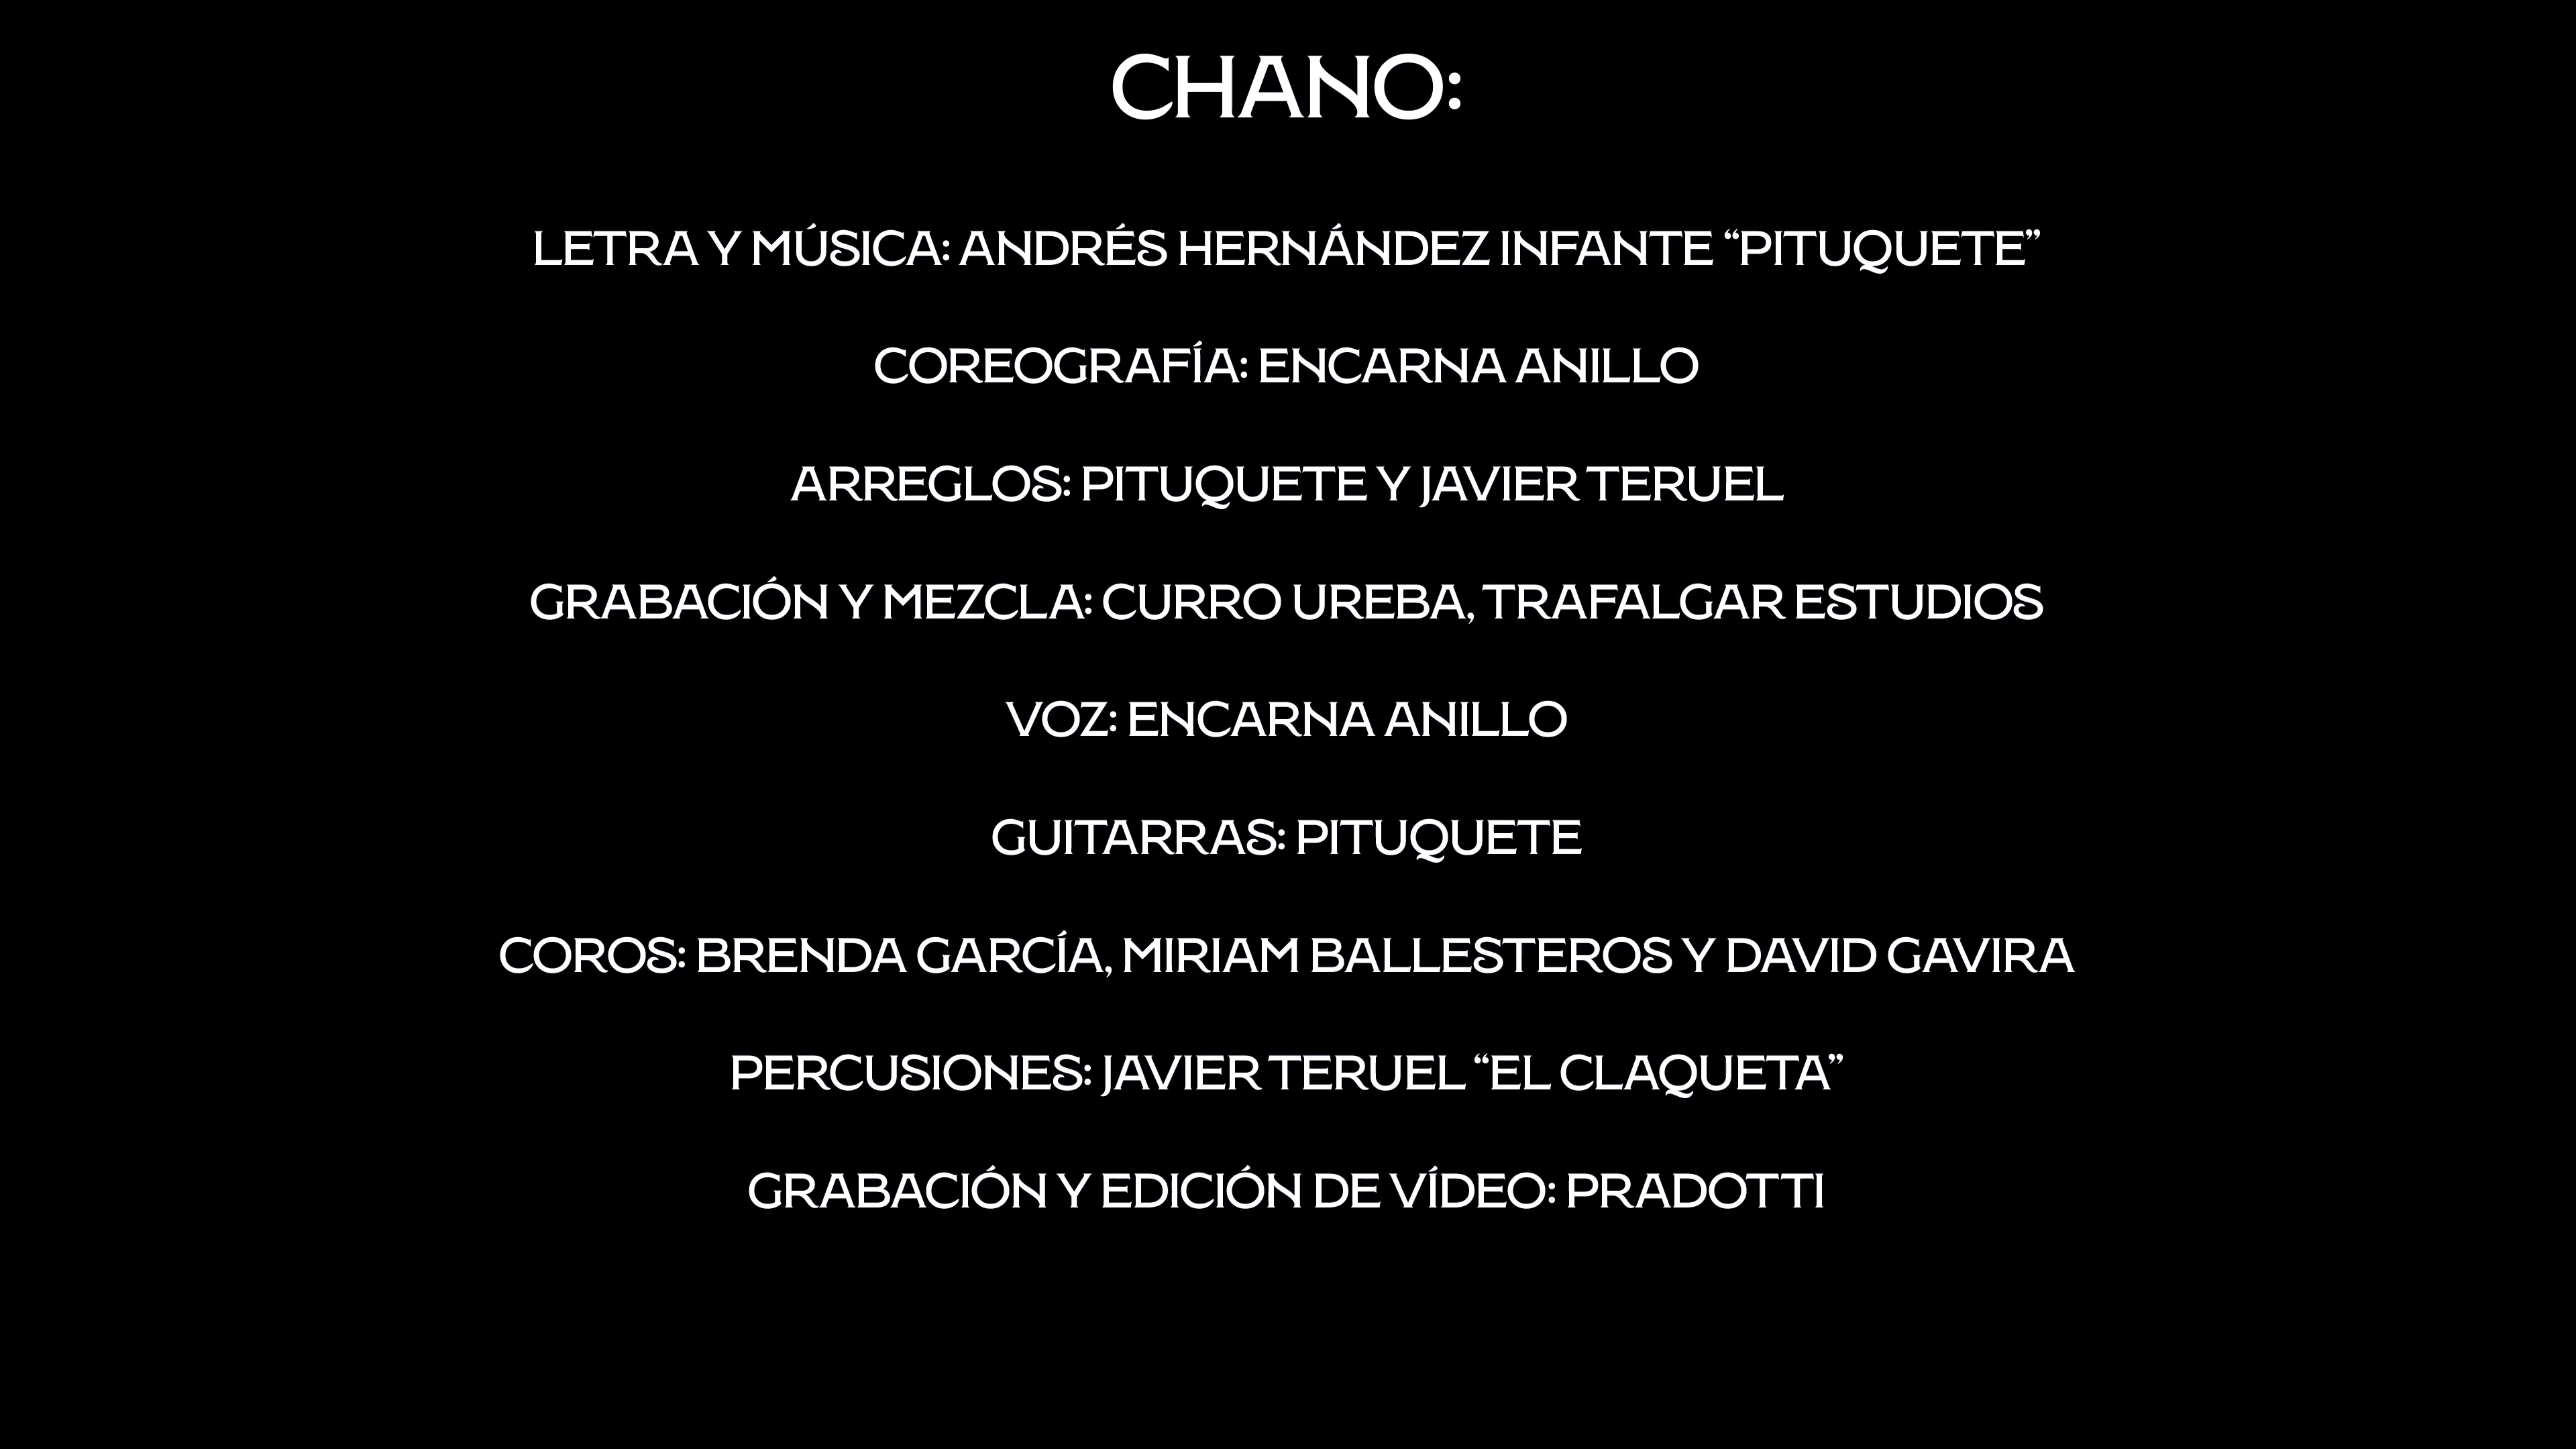 CHANO:
LETRA Y MÚSICA: ANDRÉS HERNÁNDEZ INFANTE “PITUQUETE”
COREOGRAFÍA: ENCARNA ANILLO
ARREGLOS: PITUQUETE Y JAVIER TERUEL
GRABACIÓN Y MEZCLA: CURRO UREBA, TRAFALGAR ESTUDIOS
VOZ: ENCARNA ANILLO
GUITARRAS: PITUQUETE
COROS: BRENDA GARCÍA, MIRIAM BALLESTEROS Y DAVID GAVIRA
PERCUSIONES: JAVIER TERUEL “EL CLAQUETA”
GRABACIÓN Y EDICIÓN DE VÍDEO: PRADOTTI